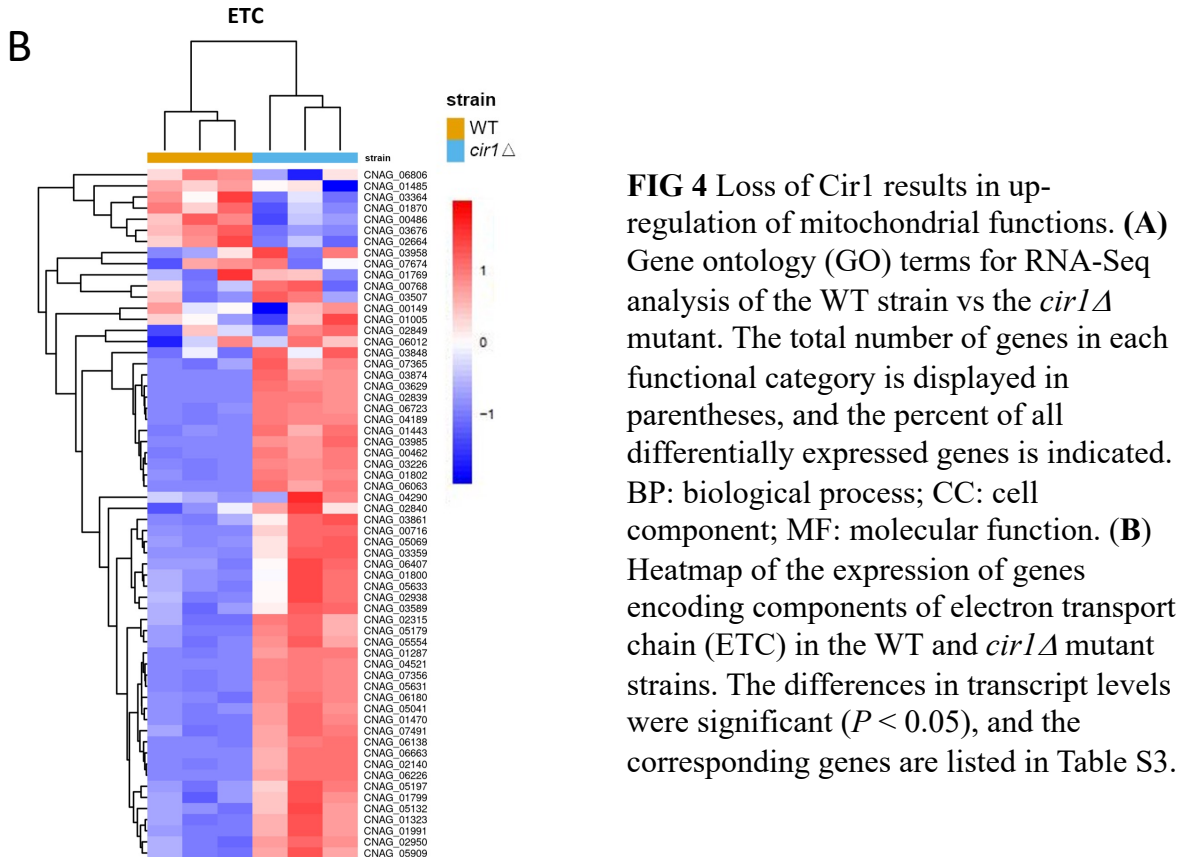 B
ETC
strain
WT
cir1△
strain
1
0
−1
CNAG_06806
CNAG_01485
CNAG_03364
CNAG_01870
CNAG_00486
CNAG_03676
CNAG_02664
CNAG_03958
CNAG_07674
CNAG_01769
CNAG_00768
CNAG_03507
CNAG_00149
CNAG_01005
CNAG_02849
CNAG_06012
CNAG_03848
CNAG_07365
CNAG_03874
CNAG_03629
CNAG_02839
CNAG_06723
CNAG_04189
CNAG_01443
CNAG_03985
CNAG_00462
CNAG_03226
CNAG_01802
CNAG_06063
CNAG_04290
CNAG_02840
CNAG_03861
CNAG_00716
CNAG_05069
CNAG_03359
CNAG_06407
CNAG_01800
CNAG_05633
CNAG_02938
CNAG_03589
CNAG_02315
CNAG_05179
CNAG_05554
CNAG_01287
CNAG_04521
CNAG_07356
CNAG_05631
CNAG_06180
CNAG_05041
CNAG_01470
CNAG_07491
CNAG_06138
CNAG_06663
CNAG_02140
CNAG_06226
CNAG_05197
CNAG_01799
CNAG_05132
CNAG_01323
CNAG_01991
CNAG_02950
CNAG_05909
FIG 4 Loss of Cir1 results in up-
regulation of mitochondrial functions. (A)
Gene ontology (GO) terms for RNA-Seq
analysis of the WT strain vs the cir1Δ
mutant. The total number of genes in each
functional category is displayed in
parentheses, and the percent of all
differentially expressed genes is indicated.
BP: biological process; CC: cell
component; MF: molecular function. (B)
Heatmap of the expression of genes
encoding components of electron transport
chain (ETC) in the WT and cir1Δ mutant
strains. The differences in transcript levels
were significant (P < 0.05), and the
corresponding genes are listed in Table S3.